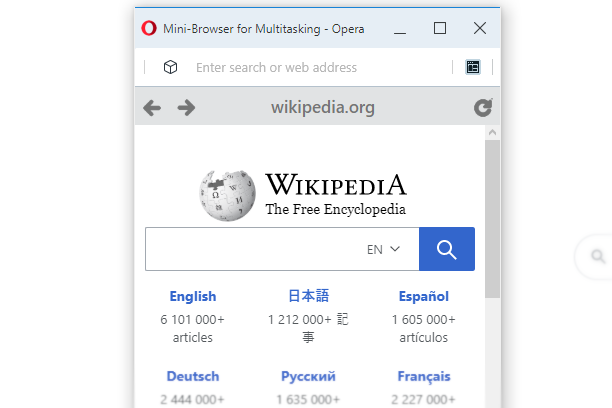 Mini-Browser for Multitasking - Opera
Enter search or web address
wikipedia.org
WIKIPEDIA
The Free Encyclopedia
EN
English 日本語 Español
6 101 000+ 1 212 000+ 記 1 605 000+
articles 事 artículos
Deutsch Русский Français
2 444 000+ 1 635 000+ 2 227 000+